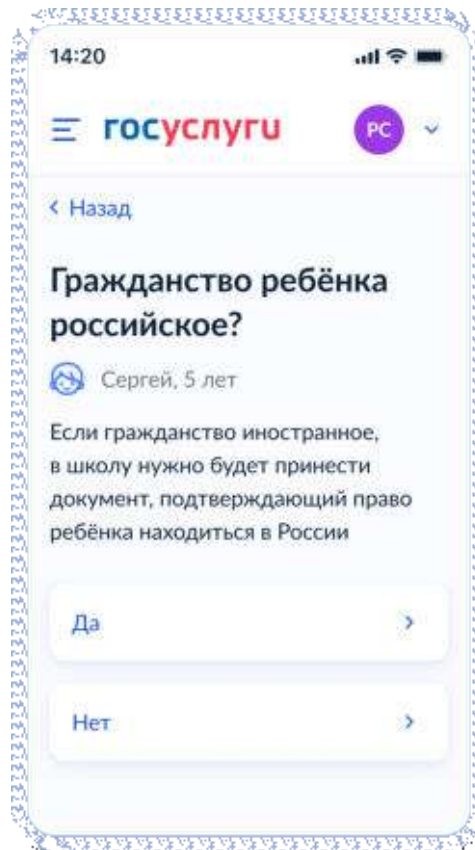 14:20
госуслуги
РС
Назад
Гражданство ребёнка
российское?
Сергей, 5 лет
Если гражданство иностранное,
в школу нужно будет принести
документ, подтверждающий право
ребёнка находиться в России
Да
Нет